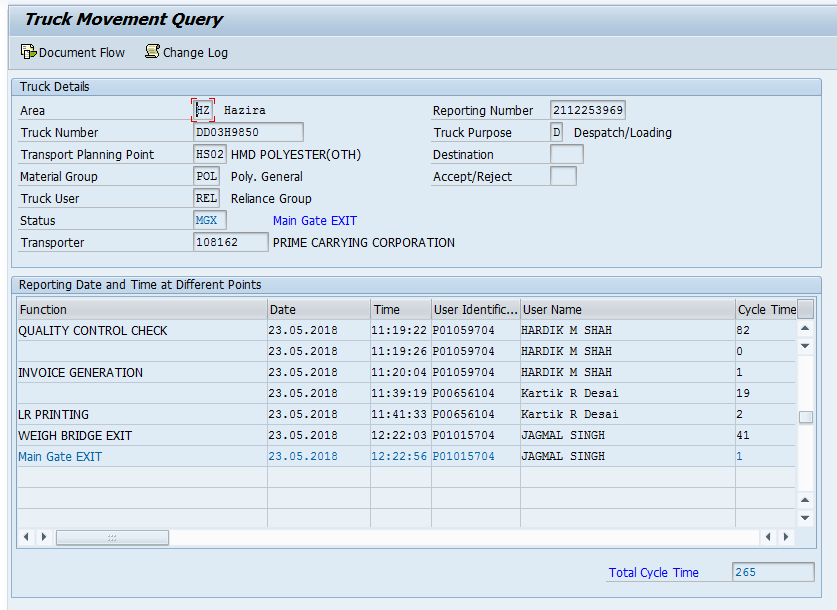 Truck Movement Query
Document Flow Change Log
Truck Details
Area HZ Hazira Reporting Number 2112253969
Truck Number DD03H9850 Truck Purpose D Despatch/Loading
Transport Planning Point HS02 HMD POLYESTER(OTH) Destination
Material Group POL Poly. General Accept/Reject
Truck User REL Reliance Group
Status MGX Main Gate EXIT
Transporter 108162 PRIME CARRYING CORPORATION
Reporting Date and Time at Different Points
Function Date Time User Identific... User Name Cycle Time
QUALITY CONTROL CHECK 23.05.2018 11:19:22 P01059704 HARDIK M SHAH 82
23.05.2018 11:19:26 P01059704 HARDIK M SHAH 0
INVOICE GENERATION 23.05.2018 11:20:04 P01059704 HARDIK M SHAH 1
23.05.2018 11:39:19 P00656104 Kartik R Desai 19
LR PRINTING 23.05.2018 11:41:33 P00656104 Kartik R Desai 2
WEIGH BRIDGE EXIT 23.05.2018 12:22:03 P01015704 JAGMAL SINGH 41
Main Gate EXIT 23.05.2018 12:22:56 P01015704 JAGMAL SINGH 1
Total Cycle Time 265